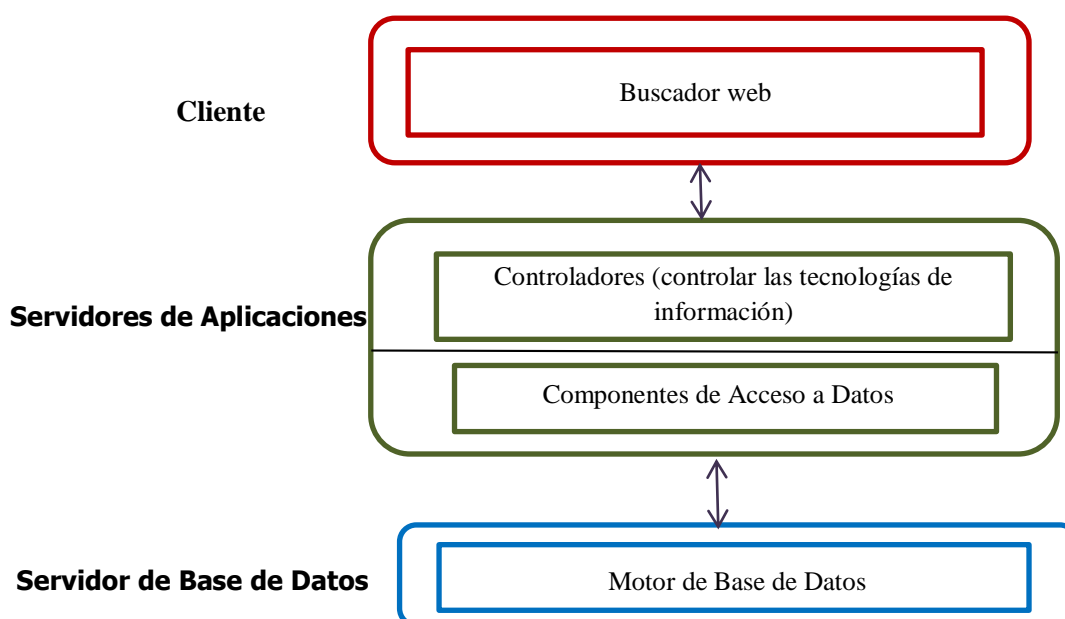 Buscador web
Cliente
Controladores (controlar las tecnologías de
información)
Servidores de Aplicaciones
Componentes de Acceso a Datos
Servidor de Base de Datos
Motor de Base de Datos